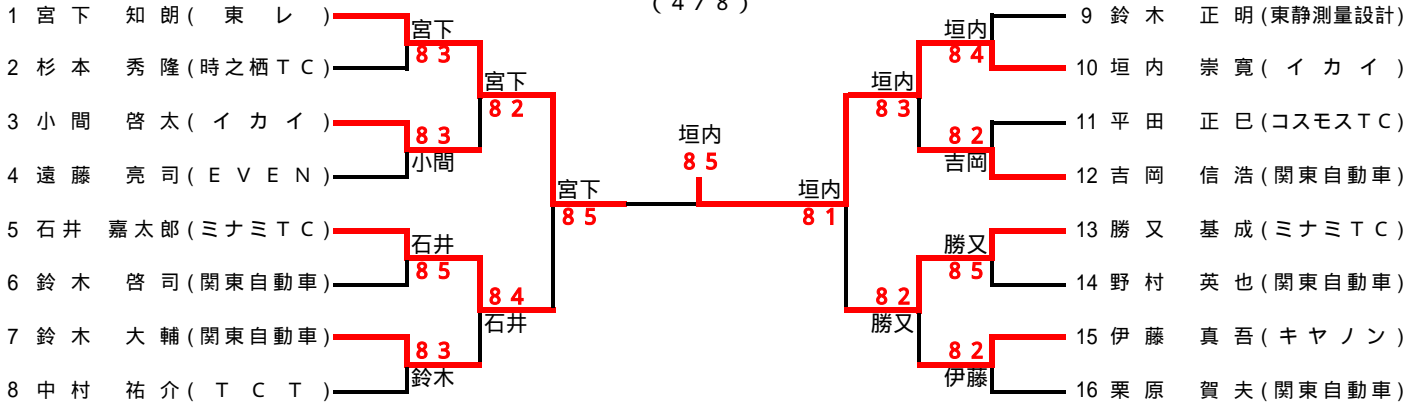 (4/8)
1 宮下 知朗(東レ)
2 杉本 秀隆(時之栖TC)
3 小間 啓太(イカイ)
4 遠藤 亮司(EVEN)
5 石井 嘉太郎(ミナミTC)
6 鈴木 啓司(関東自動車)
7 鈴木 大輔(関東自動車)
8 中村 祐介(TCT)
宮下
83
83
小間
石井
85
83
鈴木
宮下
82
84
石井
宮下
85
垣内
85
垣内
81
垣内
83
82
勝又
垣内
84
82
吉岡
勝又
85
82
伊藤
9 鈴木 正明(東静測量設計)
10 垣内 崇寛(イカイ)
11 平田 正巳(コスモスTC)
12 吉岡 信浩(関東自動車)
13 勝又 基成(ミナミTC)
14 野村 英也(関東自動車)
15 伊藤 真吾(キヤノン)
16 栗原 賀夫(関東自動車)